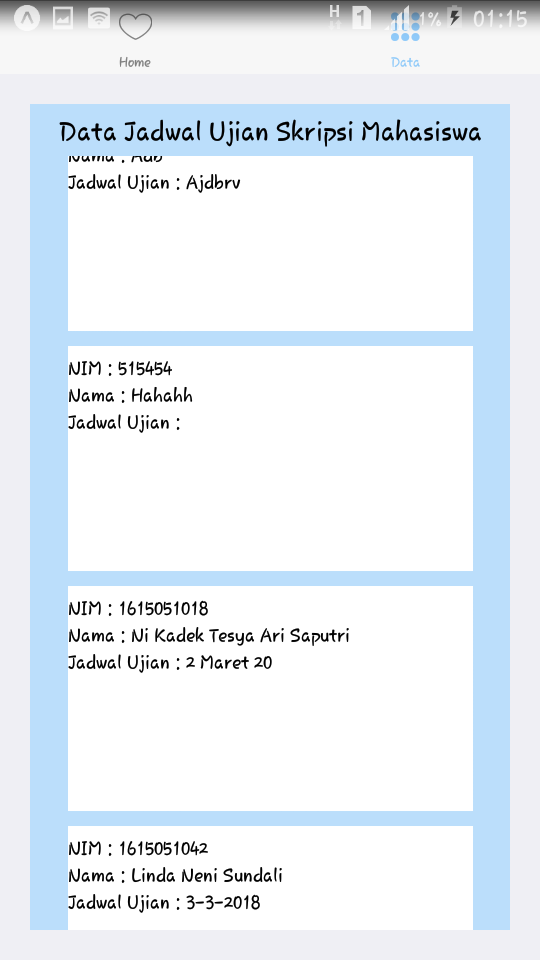 H 1 1% 01:15
Home Data
Data Jadwal Ujian Skripsi Mahasiswa
Nama : Adb
Jadwal Ujian : Ajdbrv
NIM : 515454
Nama : Hahahh
Jadwal Ujian :
NIM : 1615051018
Nama : Ni Kadek Tesya Ari Saputri
Jadwal Ujian : 2 Maret 20
NIM : 1615051042
Nama : Linda Neni Sundali
Jadwal Ujian : 3-3-2018